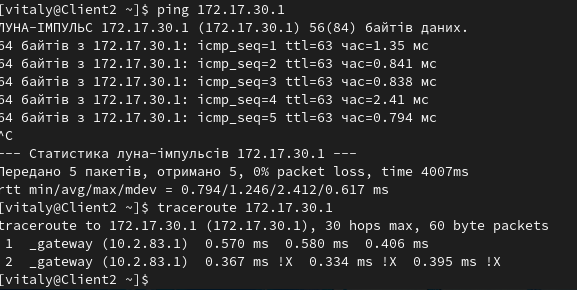 [vitaly@Client2 ~]$ ping 172.17.30.1
ЛУНА-ІМПУЛЬС 172.17.30.1 (172.17.30.1) 56(84) байтів даних.
64 байтів з 172.17.30.1: icmp_seq=1 ttl=63 час=1.35 мс
64 байтів з 172.17.30.1: icmp_seq=2 ttl=63 час=0.841 мс
64 байтів з 172.17.30.1: icmp_seq=3 ttl=63 час=0.838 мс
64 байтів з 172.17.30.1: icmp_seq=4 ttl=63 час=2.41 мс
64 байтів з 172.17.30.1: icmp_seq=5 ttl=63 час=0.794 мс
^C
--- Статистика луна-імпульсів 172.17.30.1 ---
Передано 5 пакетів, отримано 5, 0% packet loss, time 4007ms
rtt min/avg/max/mdev = 0.794/1.246/2.412/0.617 ms
[vitaly@Client2 ~]$ traceroute 172.17.30.1
traceroute to 172.17.30.1 (172.17.30.1), 30 hops max, 60 byte packets
 1  _gateway (10.2.83.1)  0.570 ms  0.580 ms  0.406 ms
 2  _gateway (10.2.83.1)  0.367 ms !X  0.334 ms !X  0.395 ms !X
[vitaly@Client2 ~]$